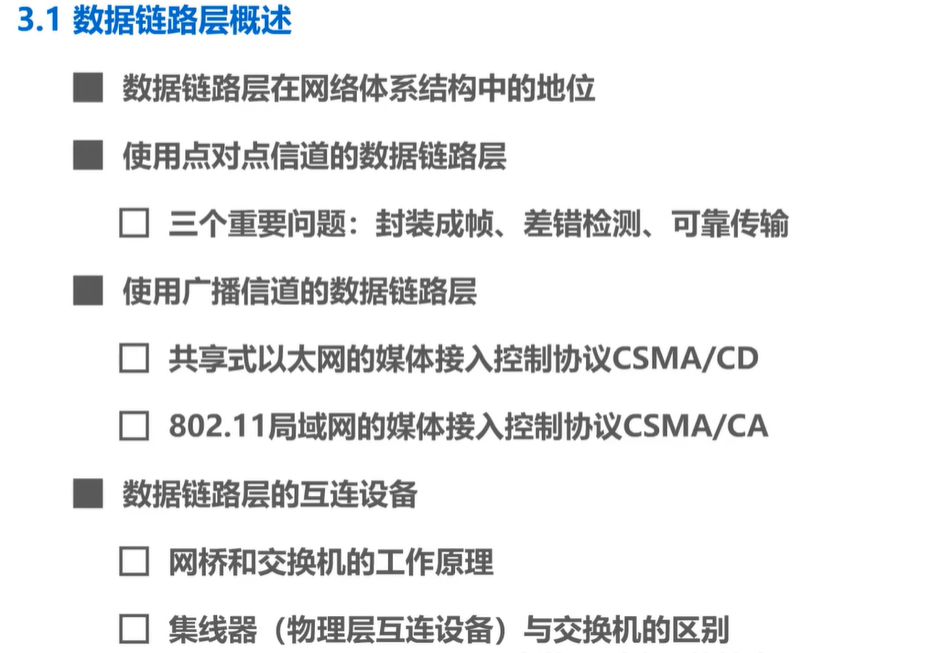 3.1 数据链路层概述
数据链路层在网络体系结构中的地位
使用点对点信道的数据链路层
三个重要问题：封装成帧、差错检测、可靠传输
使用广播信道的数据链路层
共享式以太网的媒体接入控制协议CSMA/CD
802.11局域网的媒体接入控制协议CSMA/CA
数据链路层的互连设备
网桥和交换机的工作原理
集线器（物理层互连设备）与交换机的区别